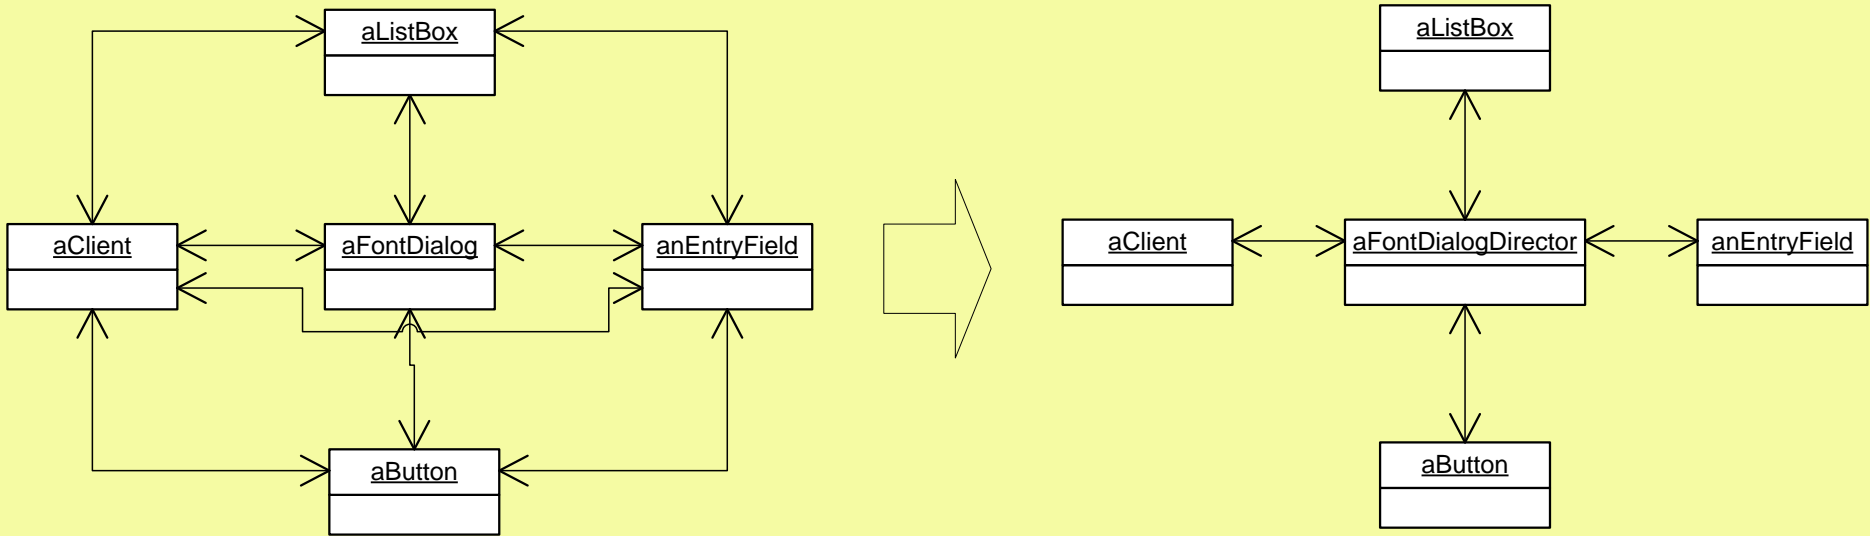 aListBox
aClient
aFontDialog
anEntryField
aButton
aListBox
aClient
aFontDialogDirector
anEntryField
aButton